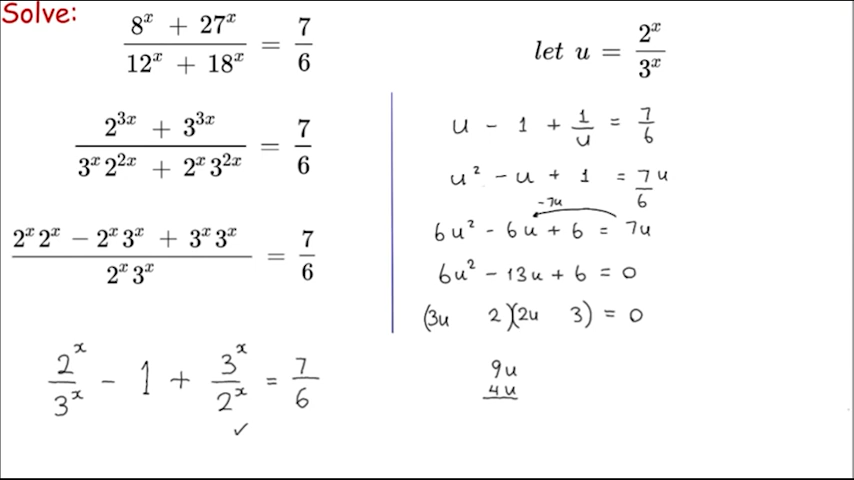 Solve:
8^x + 27^x / 12^x + 18^x = 7/6
2^{3x} + 3^{3x} / 3^x 2^{2x} + 2^x 3^{2x} = 7/6
2^x 2^x − 2^x 3^x + 3^x 3^x / 2^x 3^x = 7/6
2^x/3^x − 1 + 3^x/2^x = 7/6
✓
let u = 2^x/3^x
u − 1 + 1/u = 7/6
u² − u + 1 = 7/6 u
−7u
6u² − 6u + 6 = 7u
6u² − 13u + 6 = 0
(3u 2)(2u 3) = 0
9u
4u